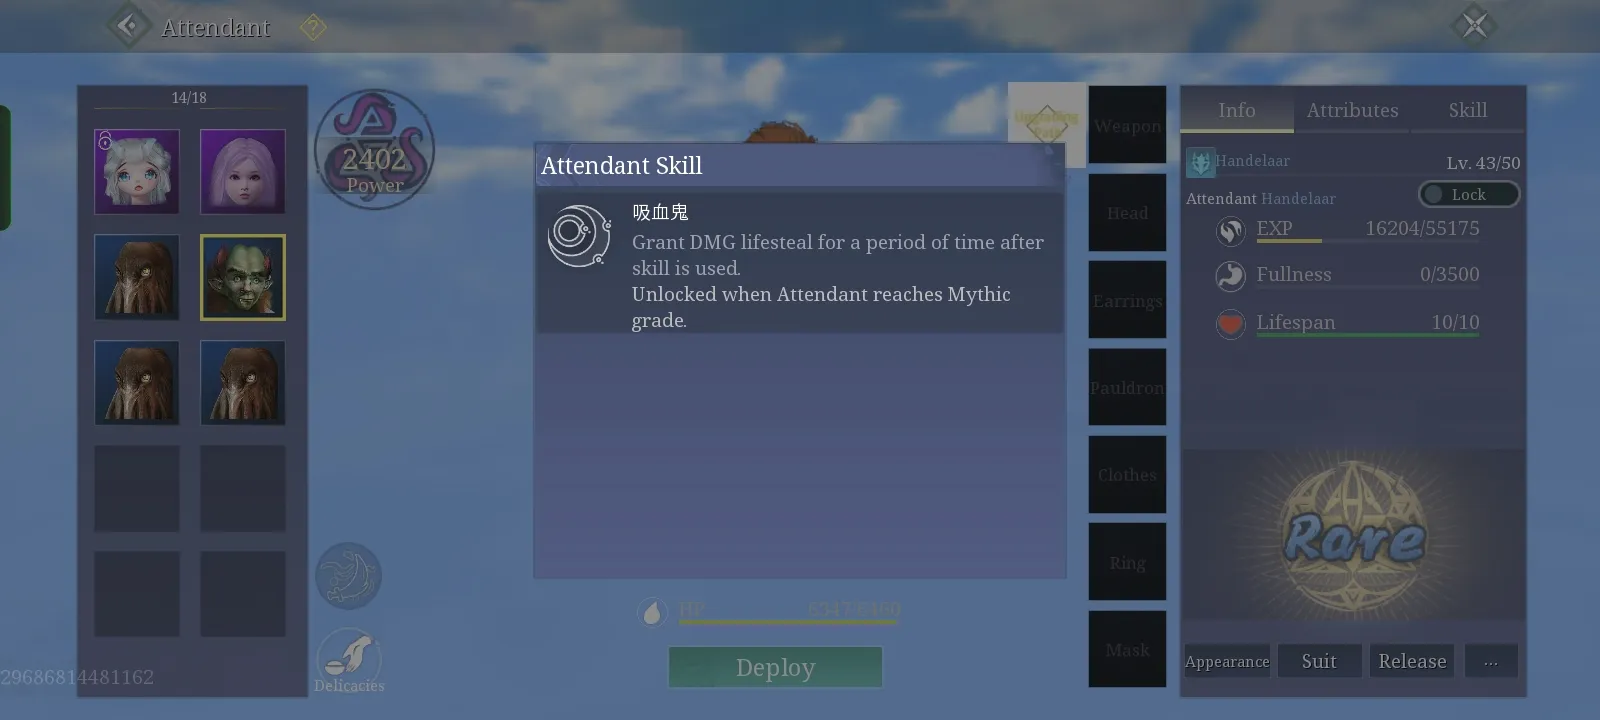 Attendant
?
14/18
2402
Power
Weapon
Head
Earrings
Pauldron
Clothes
Ring
Mask
Attendant Skill
吸血鬼
Grant DMG lifesteal for a period of time after
skill is used.
Unlocked when Attendant reaches Mythic
grade.
HP
Deploy
Delicacies
29686814481162
Info Attributes Skill
Handelaar
Lv. 43/50
Attendant Handelaar
Lock
EXP 16204/55175
Fullness 0/3500
Lifespan 10/10
Rare
Appearance Suit Release ...